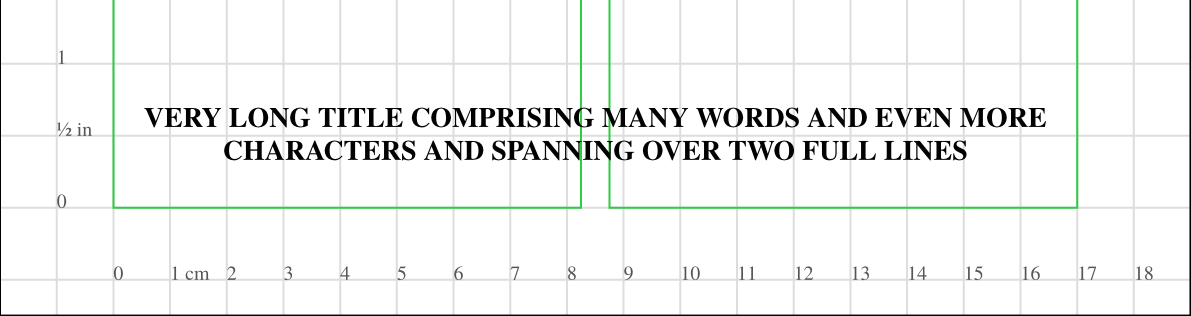 1
VERY LONG TITLE COMPRISING MANY WORDS AND EVEN MORE
½ in
CHARACTERS AND SPANNING OVER TWO FULL LINES
0
0 1 cm 2 3 4 5 6 7 8 9 10 11 12 13 14 15 16 17 18